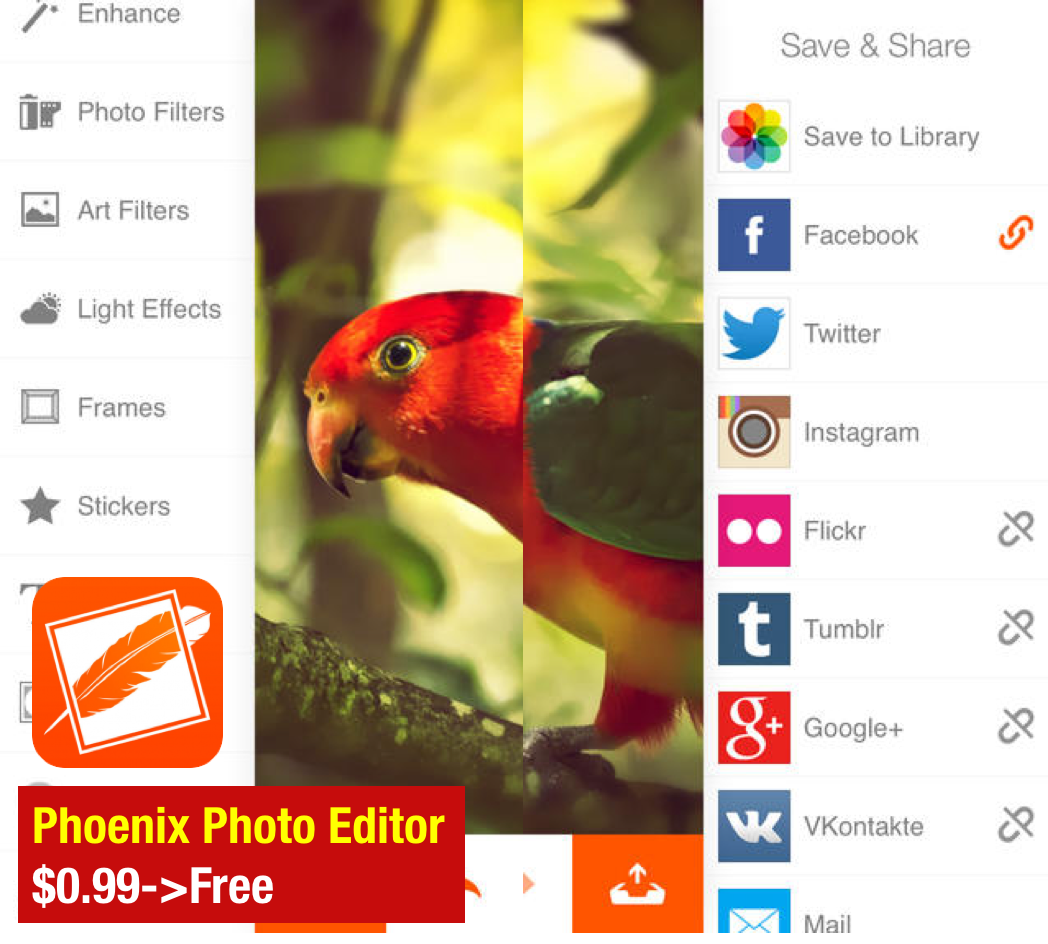 Enhance
Photo Filters
Art Filters
Light Effects
Frames
Stickers
Phoenix Photo Editor
$0.99->Free
Save & Share
Save to Library
f
Facebook
Twitter
Instagram
Flickr
t
Tumblr
g+
Google+
VKontakte
Mail